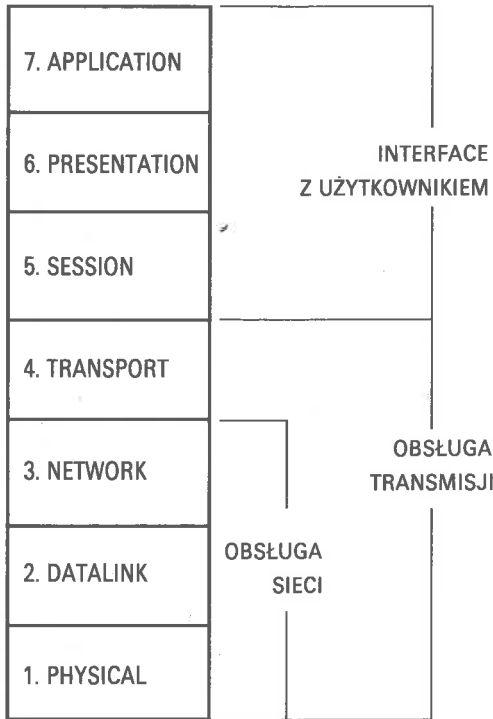 7. APPLICATION
6. PRESENTATION
INTERFACE
Z UŻYTKOWNIKIEM
5. SESSION
4. TRANSPORT
3. NETWORK
OBSŁUGA
TRANSMISJI
2. DATALINK
OBSŁUGA
SIECI
1. PHYSICAL